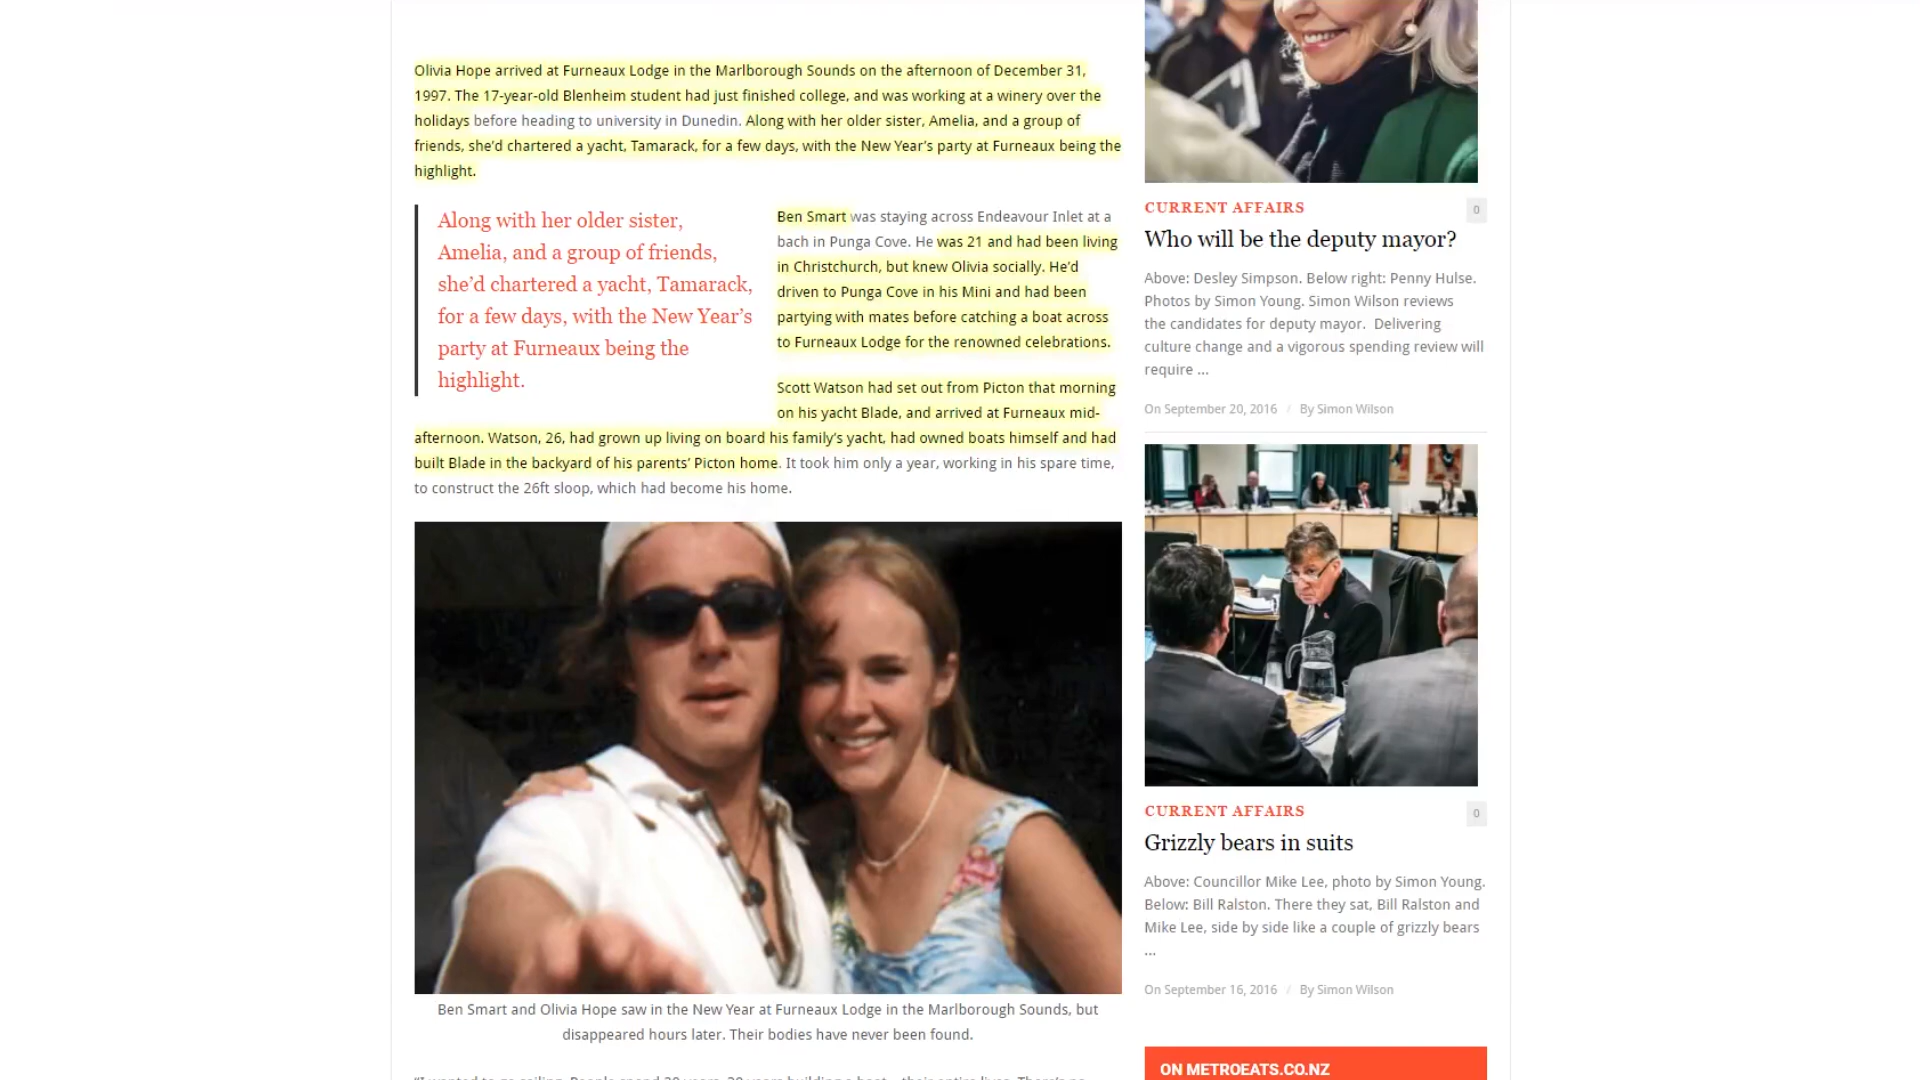 Olivia Hope arrived at Furneaux Lodge in the Marlborough Sounds on the afternoon of December 31,
1997. The 17-year-old Blenheim student had just finished college, and was working at a winery over the
holidays before heading to university in Dunedin. Along with her older sister, Amelia, and a group of
friends, she’d chartered a yacht, Tamarack, for a few days, with the New Year’s party at Furneaux being the
highlight.
Along with her older sister,
Amelia, and a group of friends,
she’d chartered a yacht, Tamarack,
for a few days, with the New Year’s
party at Furneaux being the
highlight.
Ben Smart was staying across Endeavour Inlet at a
bach in Punga Cove. He was 21 and had been living
in Christchurch, but knew Olivia socially. He’d
driven to Punga Cove in his Mini and had been
partying with mates before catching a boat across
to Furneaux Lodge for the renowned celebrations.
Scott Watson had set out from Picton that morning
on his yacht Blade, and arrived at Furneaux mid-
afternoon. Watson, 26, had grown up living on board his family’s yacht, had owned boats himself and had
built Blade in the backyard of his parents’ Picton home. It took him only a year, working in his spare time,
to construct the 26ft sloop, which had become his home.
Ben Smart and Olivia Hope saw in the New Year at Furneaux Lodge in the Marlborough Sounds, but
disappeared hours later. Their bodies have never been found.
CURRENT AFFAIRS
0
Who will be the deputy mayor?
Above: Desley Simpson. Below right: Penny Hulse.
Photos by Simon Young. Simon Wilson reviews
the candidates for deputy mayor. Delivering
culture change and a vigorous spending review will
require ...
On September 20, 2016 / By Simon Wilson
CURRENT AFFAIRS
0
Grizzly bears in suits
Above: Councillor Mike Lee, photo by Simon Young.
Below: Bill Ralston. There they sat, Bill Ralston and
Mike Lee, side by side like a couple of grizzly bears
...
On September 16, 2016 / By Simon Wilson
ON METROEATS.CO.NZ